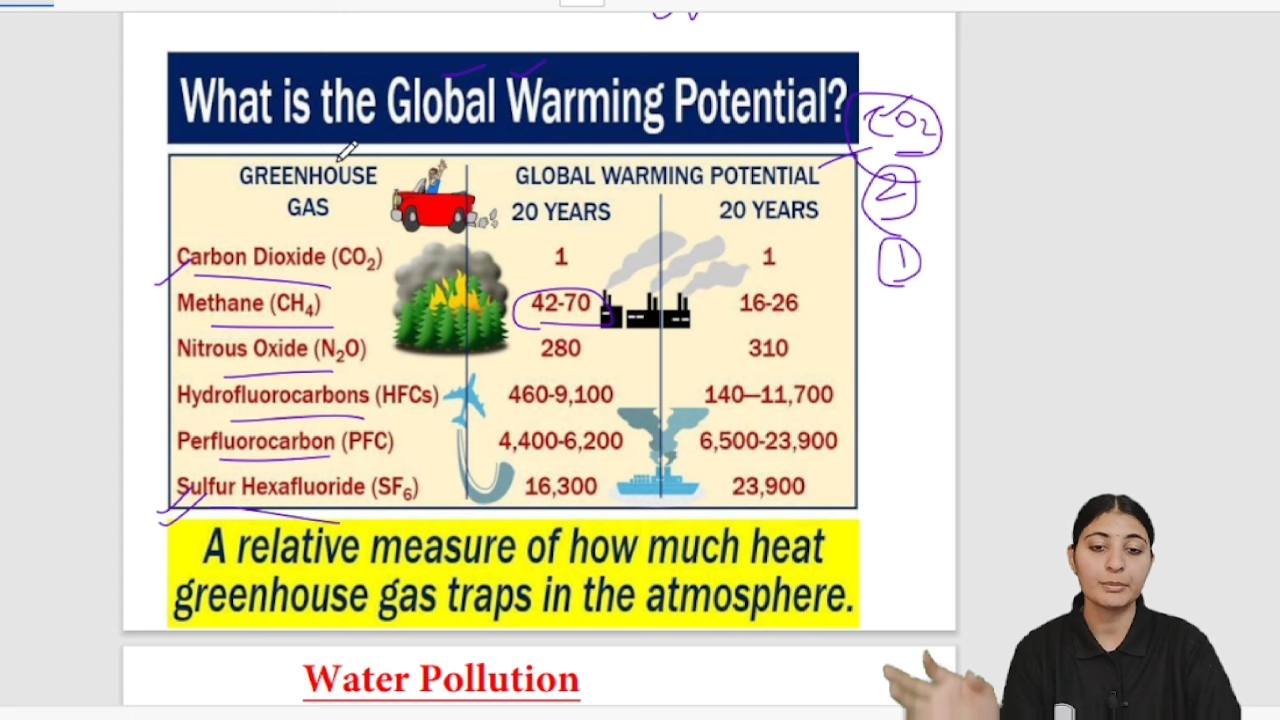 What is the Global Warming Potential?
GREENHOUSE GAS GLOBAL WARMING POTENTIAL
20 YEARS 20 YEARS
Carbon Dioxide (CO₂) 1 1
Methane (CH₄) 42-70 16-26
Nitrous Oxide (N₂O) 280 310
Hydrofluorocarbons (HFCs) 460-9,100 140—11,700
Perfluorocarbon (PFC) 4,400-6,200 6,500-23,900
Sulfur Hexafluoride (SF₆) 16,300 23,900
A relative measure of how much heat
greenhouse gas traps in the atmosphere.
CO₂
2
1
Water Pollution